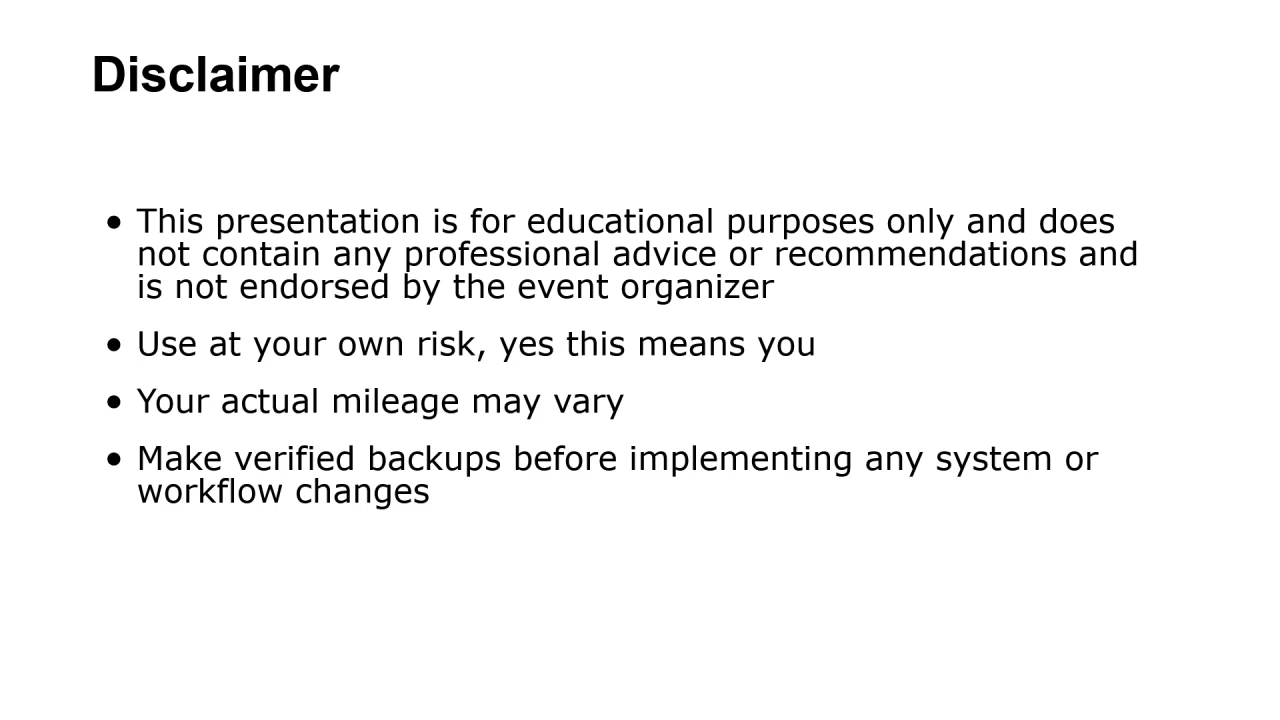 Disclaimer
• This presentation is for educational purposes only and does
not contain any professional advice or recommendations and
is not endorsed by the event organizer
• Use at your own risk, yes this means you
• Your actual mileage may vary
• Make verified backups before implementing any system or
workflow changes